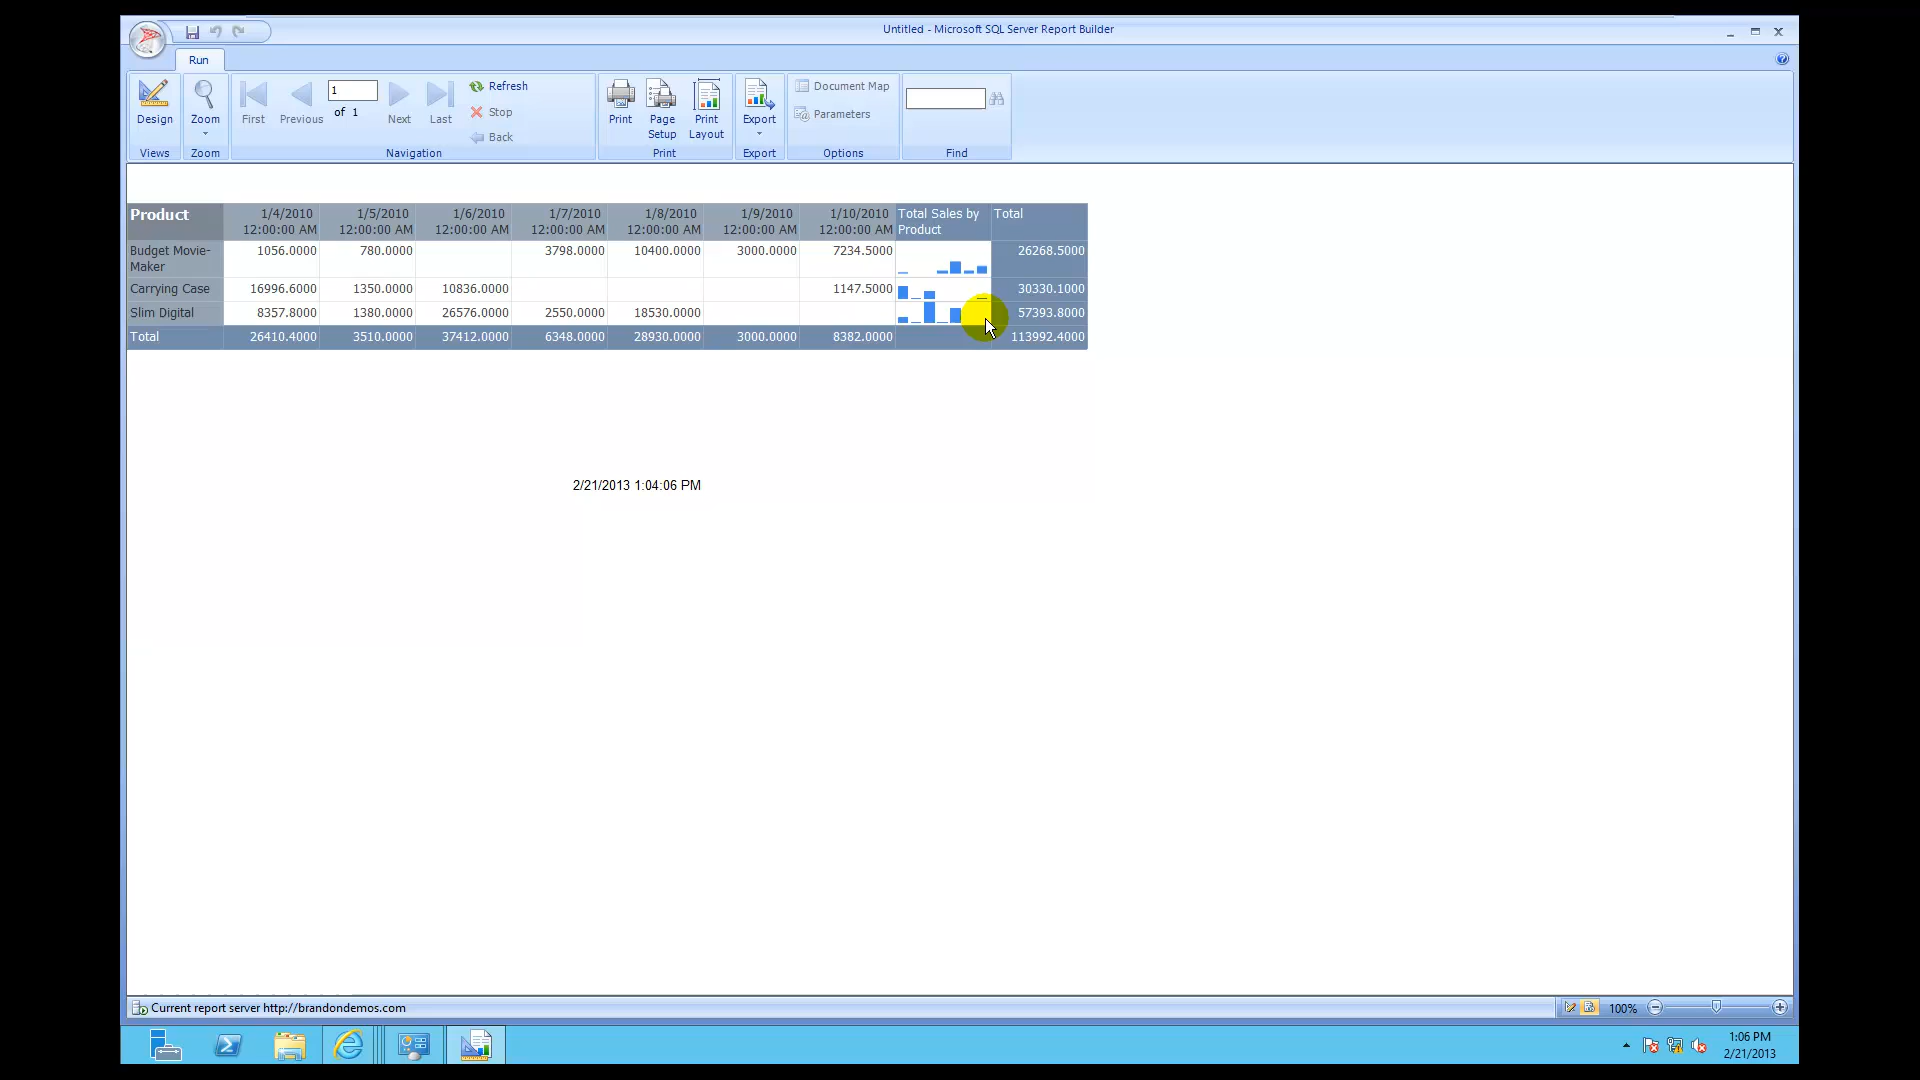 Untitled - Microsoft SQL Server Report Builder
Run
Design
Zoom
First
Previous
1
of 1
Next
Last
Refresh
Stop
Back
Print
Page Setup
Print Layout
Export
Document Map
Parameters
Views
Zoom
Navigation
Print
Export
Options
Find
Product 1/4/2010 1/5/2010 1/6/2010 1/7/2010 1/8/2010 1/9/2010 1/10/2010 Total Sales by Total
12:00:00 AM 12:00:00 AM 12:00:00 AM 12:00:00 AM 12:00:00 AM 12:00:00 AM 12:00:00 AM Product
Budget Movie- 1056.0000 780.0000 3798.0000 10400.0000 3000.0000 7234.5000 26268.5000
Maker
Carrying Case 16996.6000 1350.0000 10836.0000 1147.5000 30330.1000
Slim Digital 8357.8000 1380.0000 26576.0000 2550.0000 18530.0000 57393.8000
Total 26410.4000 3510.0000 37412.0000 6348.0000 28930.0000 3000.0000 8382.0000 113992.4000
2/21/2013 1:04:06 PM
Current report server http://brandondemos.com
100%
1:06 PM
2/21/2013